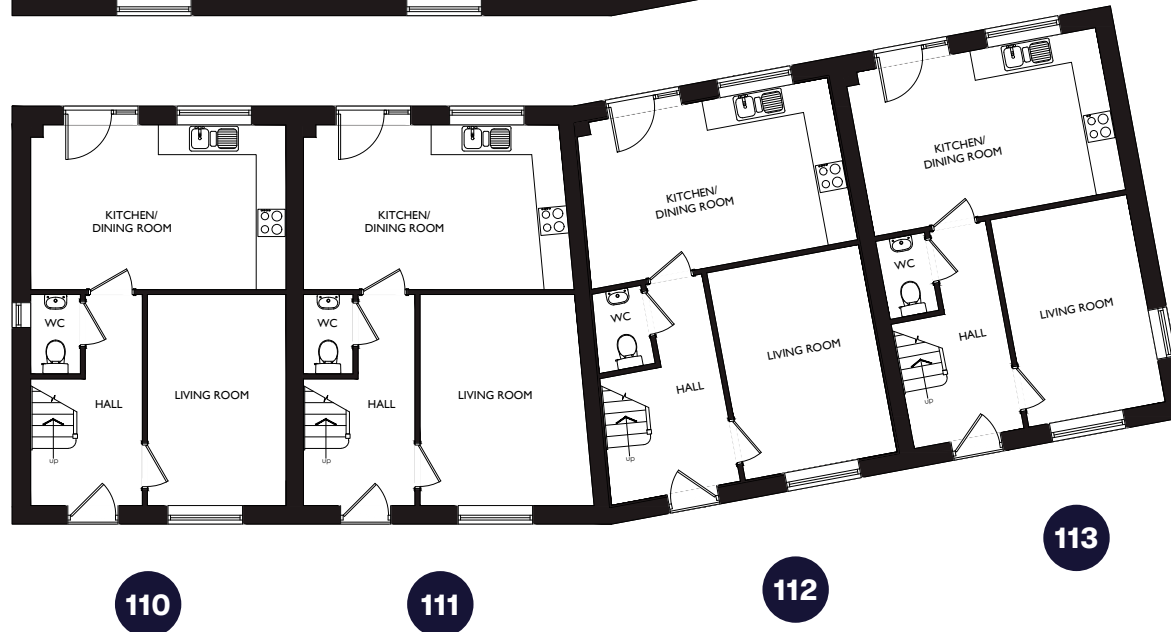 KITCHEN/
DINING ROOM
WC
HALL
LIVING ROOM
up
110
KITCHEN/
DINING ROOM
WC
HALL
LIVING ROOM
up
111
KITCHEN/
DINING ROOM
WC
HALL
LIVING ROOM
up
112
KITCHEN/
DINING ROOM
WC
HALL
LIVING ROOM
up
113